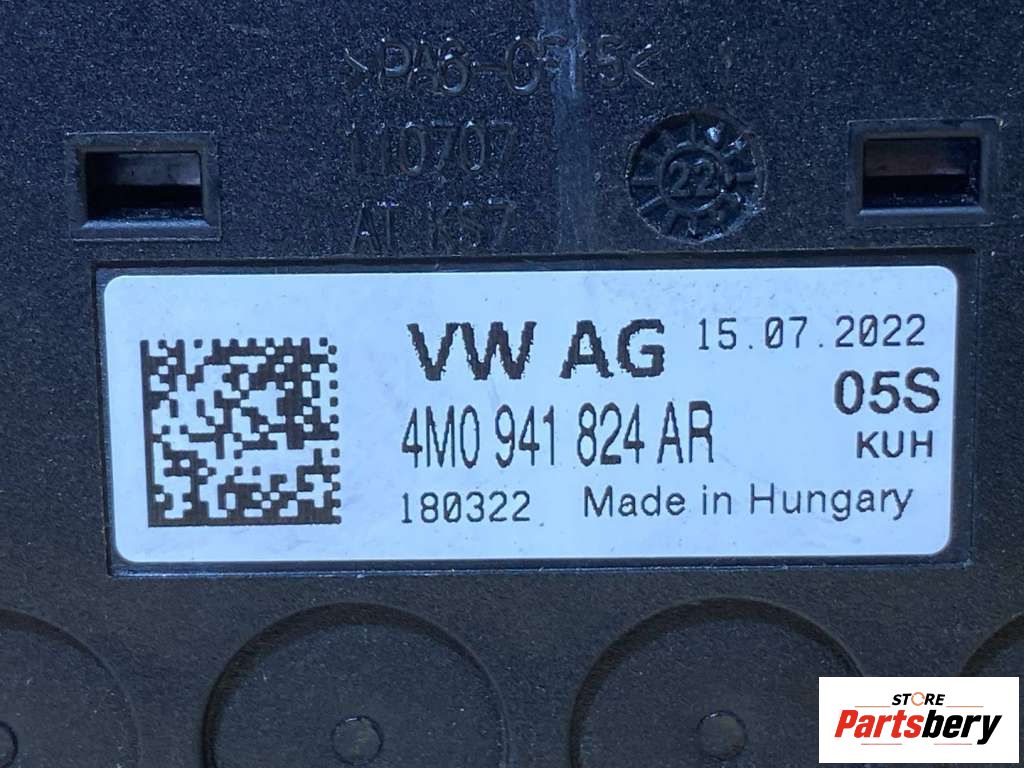 >PA6-GF15<
110707
22
VW AG 15.07.2022
05S
4M0 941 824 AR
KUH
180322 Made in Hungary
STORE
Partsbery